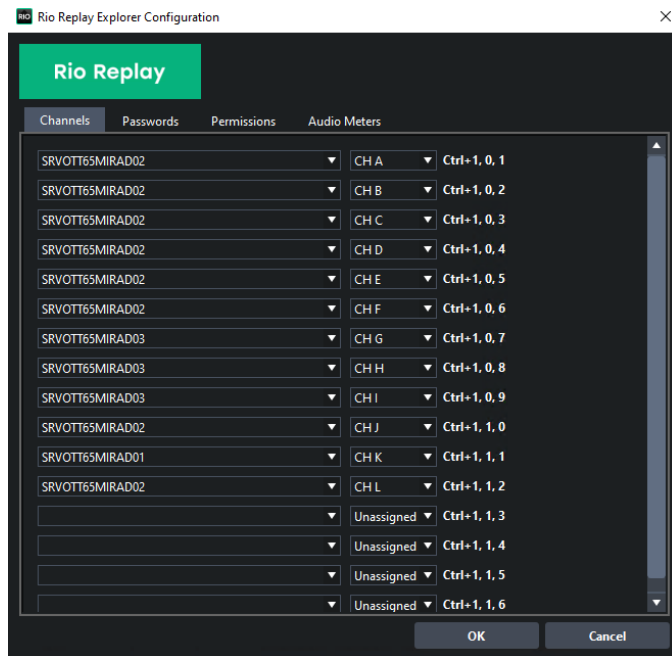 RIO Rio Replay Explorer Configuration
Rio Replay
Channels Passwords Permissions Audio Meters
SRVOTT65MIRAD02 CH A Ctrl+1, 0, 1
SRVOTT65MIRAD02 CH B Ctrl+1, 0, 2
SRVOTT65MIRAD02 CH C Ctrl+1, 0, 3
SRVOTT65MIRAD02 CH D Ctrl+1, 0, 4
SRVOTT65MIRAD02 CH E Ctrl+1, 0, 5
SRVOTT65MIRAD02 CH F Ctrl+1, 0, 6
SRVOTT65MIRAD03 CH G Ctrl+1, 0, 7
SRVOTT65MIRAD03 CH H Ctrl+1, 0, 8
SRVOTT65MIRAD03 CH I Ctrl+1, 0, 9
SRVOTT65MIRAD02 CH J Ctrl+1, 1, 0
SRVOTT65MIRAD01 CH K Ctrl+1, 1, 1
SRVOTT65MIRAD02 CH L Ctrl+1, 1, 2
Unassigned Ctrl+1, 1, 3
Unassigned Ctrl+1, 1, 4
Unassigned Ctrl+1, 1, 5
Unassigned Ctrl+1, 1, 6
OK Cancel